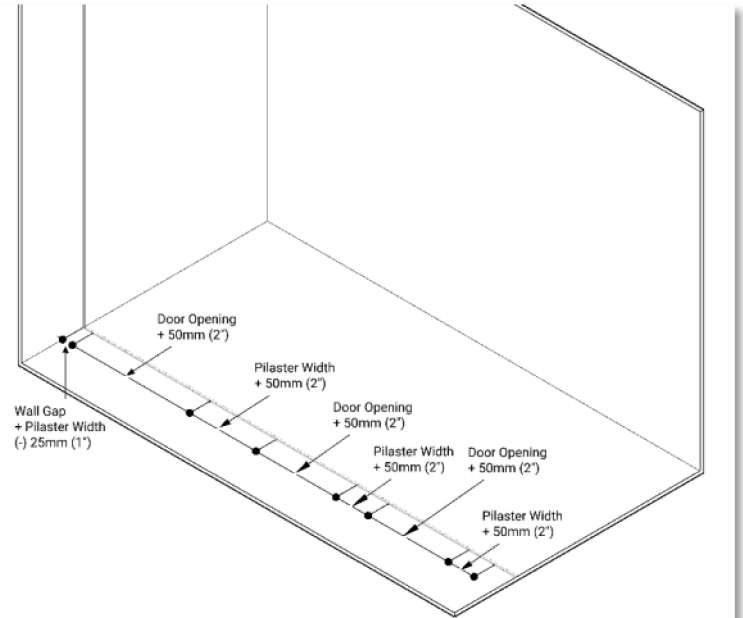 Door Opening
+ 50mm (2")
Pilaster Width
+ 50mm (2")
Door Opening
+ 50mm (2")
Pilaster Width
+ 50mm (2")
Door Opening
+ 50mm (2")
Pilaster Width
+ 50mm (2")
Wall Gap
+ Pilaster Width
(-) 25mm (1")